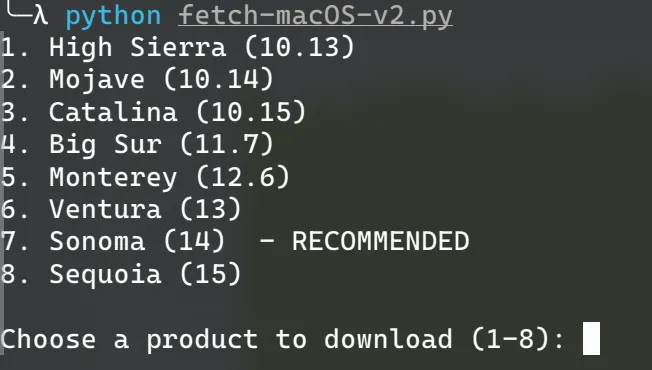 ╰─λ python fetch-macOS-v2.py
1. High Sierra (10.13)
2. Mojave (10.14)
3. Catalina (10.15)
4. Big Sur (11.7)
5. Monterey (12.6)
6. Ventura (13)
7. Sonoma (14)  - RECOMMENDED
8. Sequoia (15)
Choose a product to download (1-8):